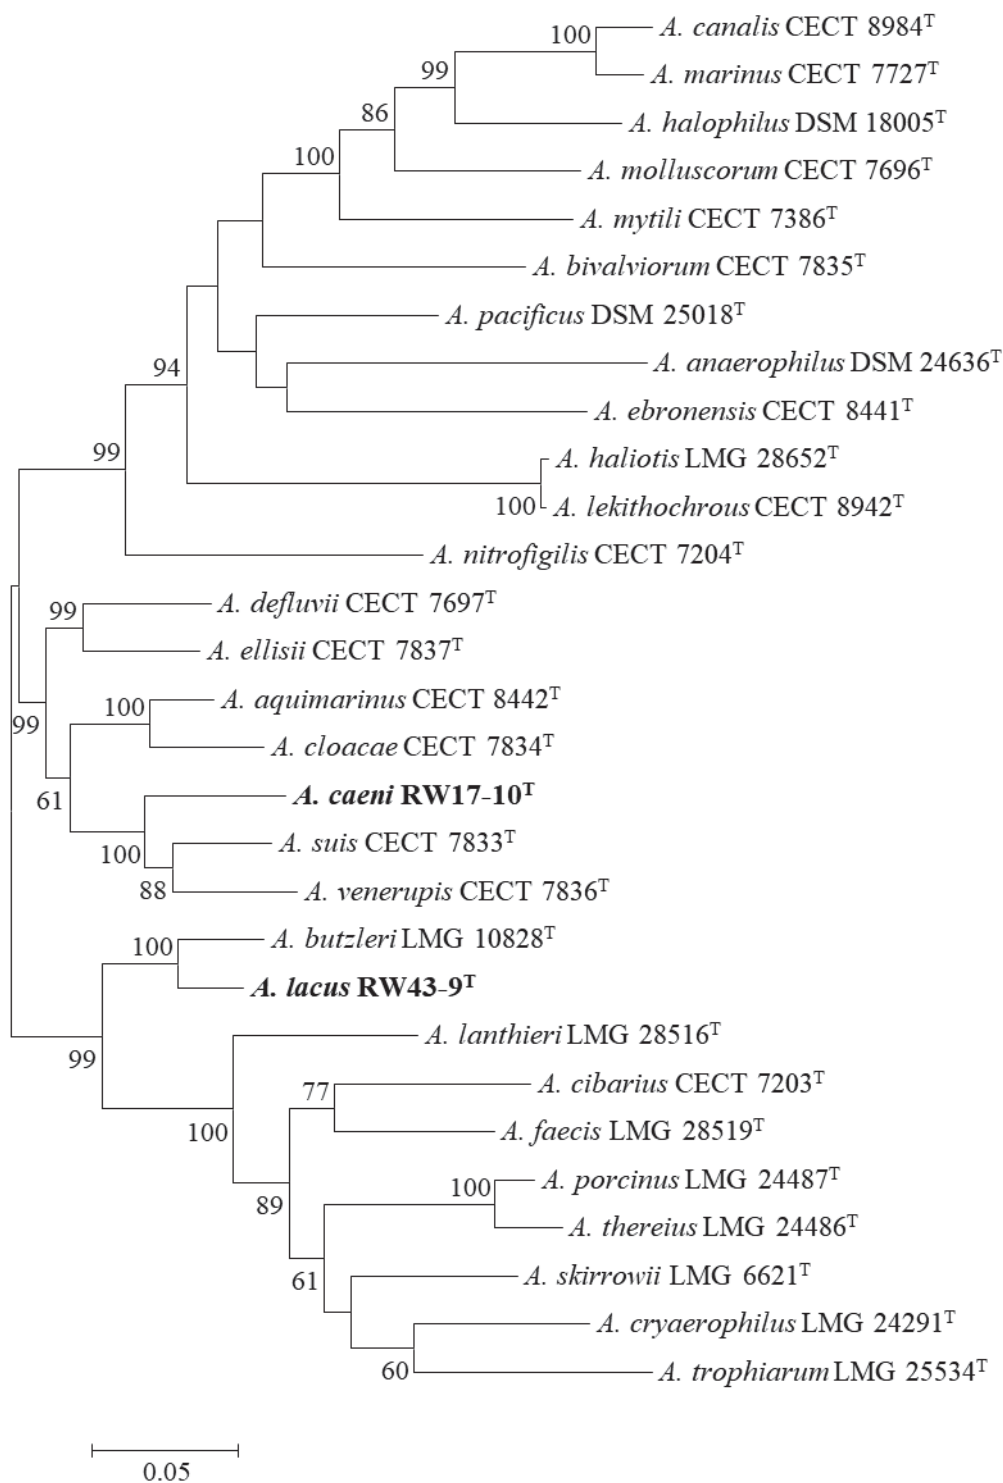 100 A. canalis CECT 8984ᵀ
99 A. marinus CECT 7727ᵀ
86 A. halophilus DSM 18005ᵀ
100 A. molluscorum CECT 7696ᵀ
A. mytili CECT 7386ᵀ
A. bivalviorum CECT 7835ᵀ
A. pacificus DSM 25018ᵀ
94 A. anaerophilus DSM 24636ᵀ
A. ebronensis CECT 8441ᵀ
99 A. haliotis LMG 28652ᵀ
100 A. lekithochrous CECT 8942ᵀ
A. nitrofigilis CECT 7204ᵀ
99 A. defluvii CECT 7697ᵀ
A. ellisii CECT 7837ᵀ
99 100 A. aquimarinus CECT 8442ᵀ
A. cloacae CECT 7834ᵀ
61 A. caeni RW17-10ᵀ
100 A. suis CECT 7833ᵀ
88 A. venerupis CECT 7836ᵀ
100 A. butzleri LMG 10828ᵀ
A. lacus RW43-9ᵀ
99 A. lanthieri LMG 28516ᵀ
77 A. cibarius CECT 7203ᵀ
100 A. faecis LMG 28519ᵀ
100 A. porcinus LMG 24487ᵀ
89 A. thereius LMG 24486ᵀ
61 A. skirrowii LMG 6621ᵀ
A. cryaerophilus LMG 24291ᵀ
60 A. trophiarum LMG 25534ᵀ
0.05